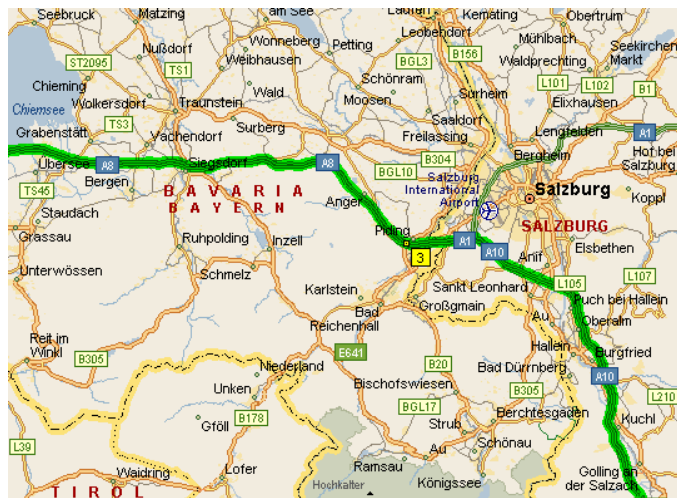 Seebruck
Matzing
am See
Laufen
Kemating
Obertrum
Leobendorf
Nußdorf
Wonneberg
Petting
B156
Mühlbach
Seekirchen
Markt
ST2095
TS1
Weibhausen
BGL3
Waldprechting
Chieming
Schönram
Surheim
L101
L102
B1
Chiemsee
Wolkersdorf
Traunstein
Wald
Moosen
Elixhausen
Saaldorf
Grabenstätt
TS3
Vachendorf
Surberg
Freilassing
Lengfelden
A1
Übersee
A8
Siegsdorf
A8
BGL10
B304
Bergheim
Hof bei
Salzburg
TS45
Bergen
BAVARIA
BAYERN
Salzburg
International
Airport
Salzburg
Koppl
Staudach
Anger
SALZBURG
Grassau
Ruhpolding
Inzell
Piding
A1
A10
Elsbethen
3
Anif
Unterwössen
Schmelz
L105
L107
Karlstein
Sankt Leonhard
Großgmain
Puch bei Hallein
Bad
Reichenhall
Au
Oberalm
Reit im
Winkl
B305
E641
B20
Hallein
Burgfried
Niederland
Bad Dürrnberg
A10
Unken
Bischofswiesen
B305
L210
Gföll
B178
BGL17
Berchtesgaden
Kuchl
Strub
L39
Au
Schönau
Waidring
Lofer
Ramsau
Golling an
der Salzach
TIROL
Hochkalter
Königssee